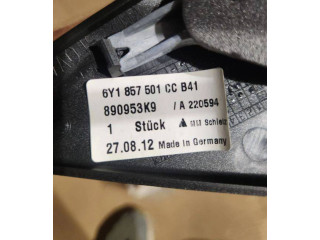 6Y1 857 501 CC B41
890953K9 / A 220594
1 Stück
27.08.12 Made in Germany